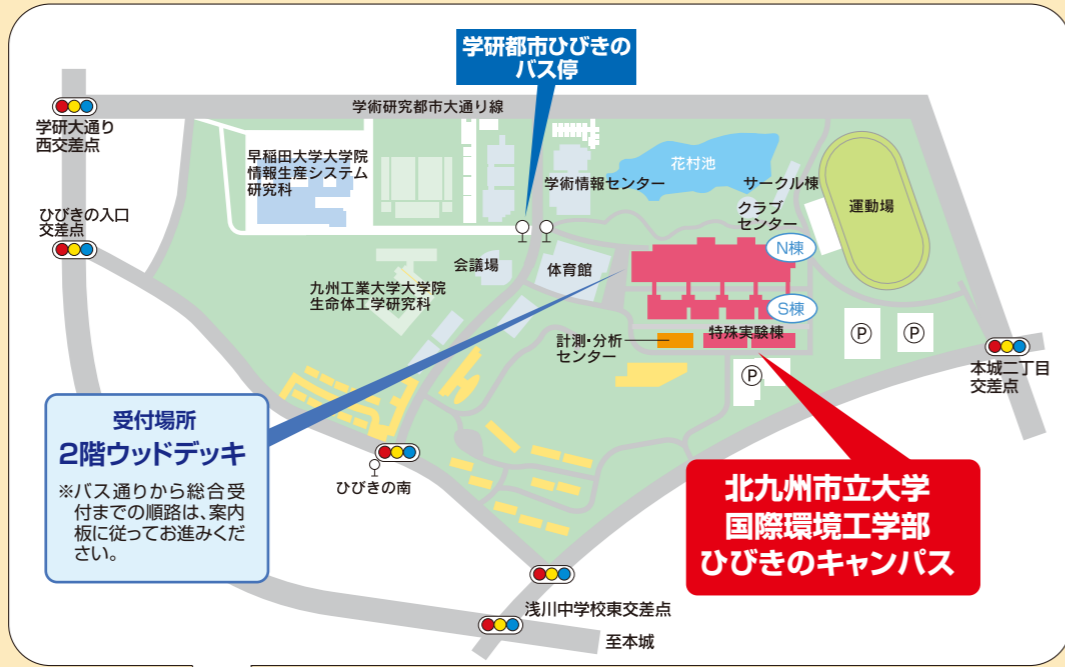 学研都市ひびきの
バス停
学術研究都市大通り線
学研大通り
西交差点
早稲田大学大学院
情報生産システム
研究科
花村池
学術情報センター
サークル棟
運動場
ひびきの入口
交差点
クラブ
センター
N棟
会議場
体育館
九州工業大学大学院
生命体工学研究科
S棟
計測・分析
センター
特殊実験棟
P
P
P
本城二丁目
交差点
受付場所
2階ウッドデッキ
※バス通りから総合受
付までの順路は、案内
板に従ってお進みくだ
さい。
ひびきの南
北九州市立大学
国際環境工学部
ひびきのキャンパス
浅川中学校東交差点
至本城